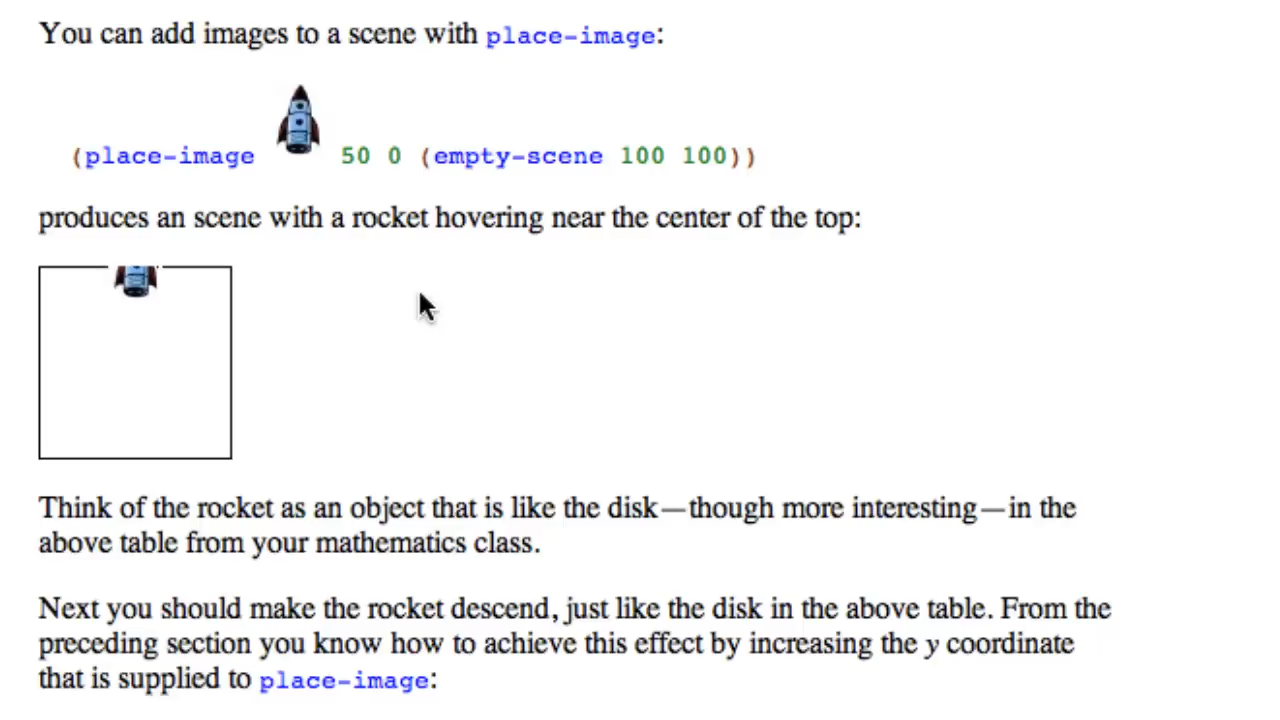 You can add images to a scene with place-image:
(place-image 50 0 (empty-scene 100 100))
produces an scene with a rocket hovering near the center of the top:
Think of the rocket as an object that is like the disk—though more interesting—in the
above table from your mathematics class.
Next you should make the rocket descend, just like the disk in the above table. From the
preceding section you know how to achieve this effect by increasing the y coordinate
that is supplied to place-image: